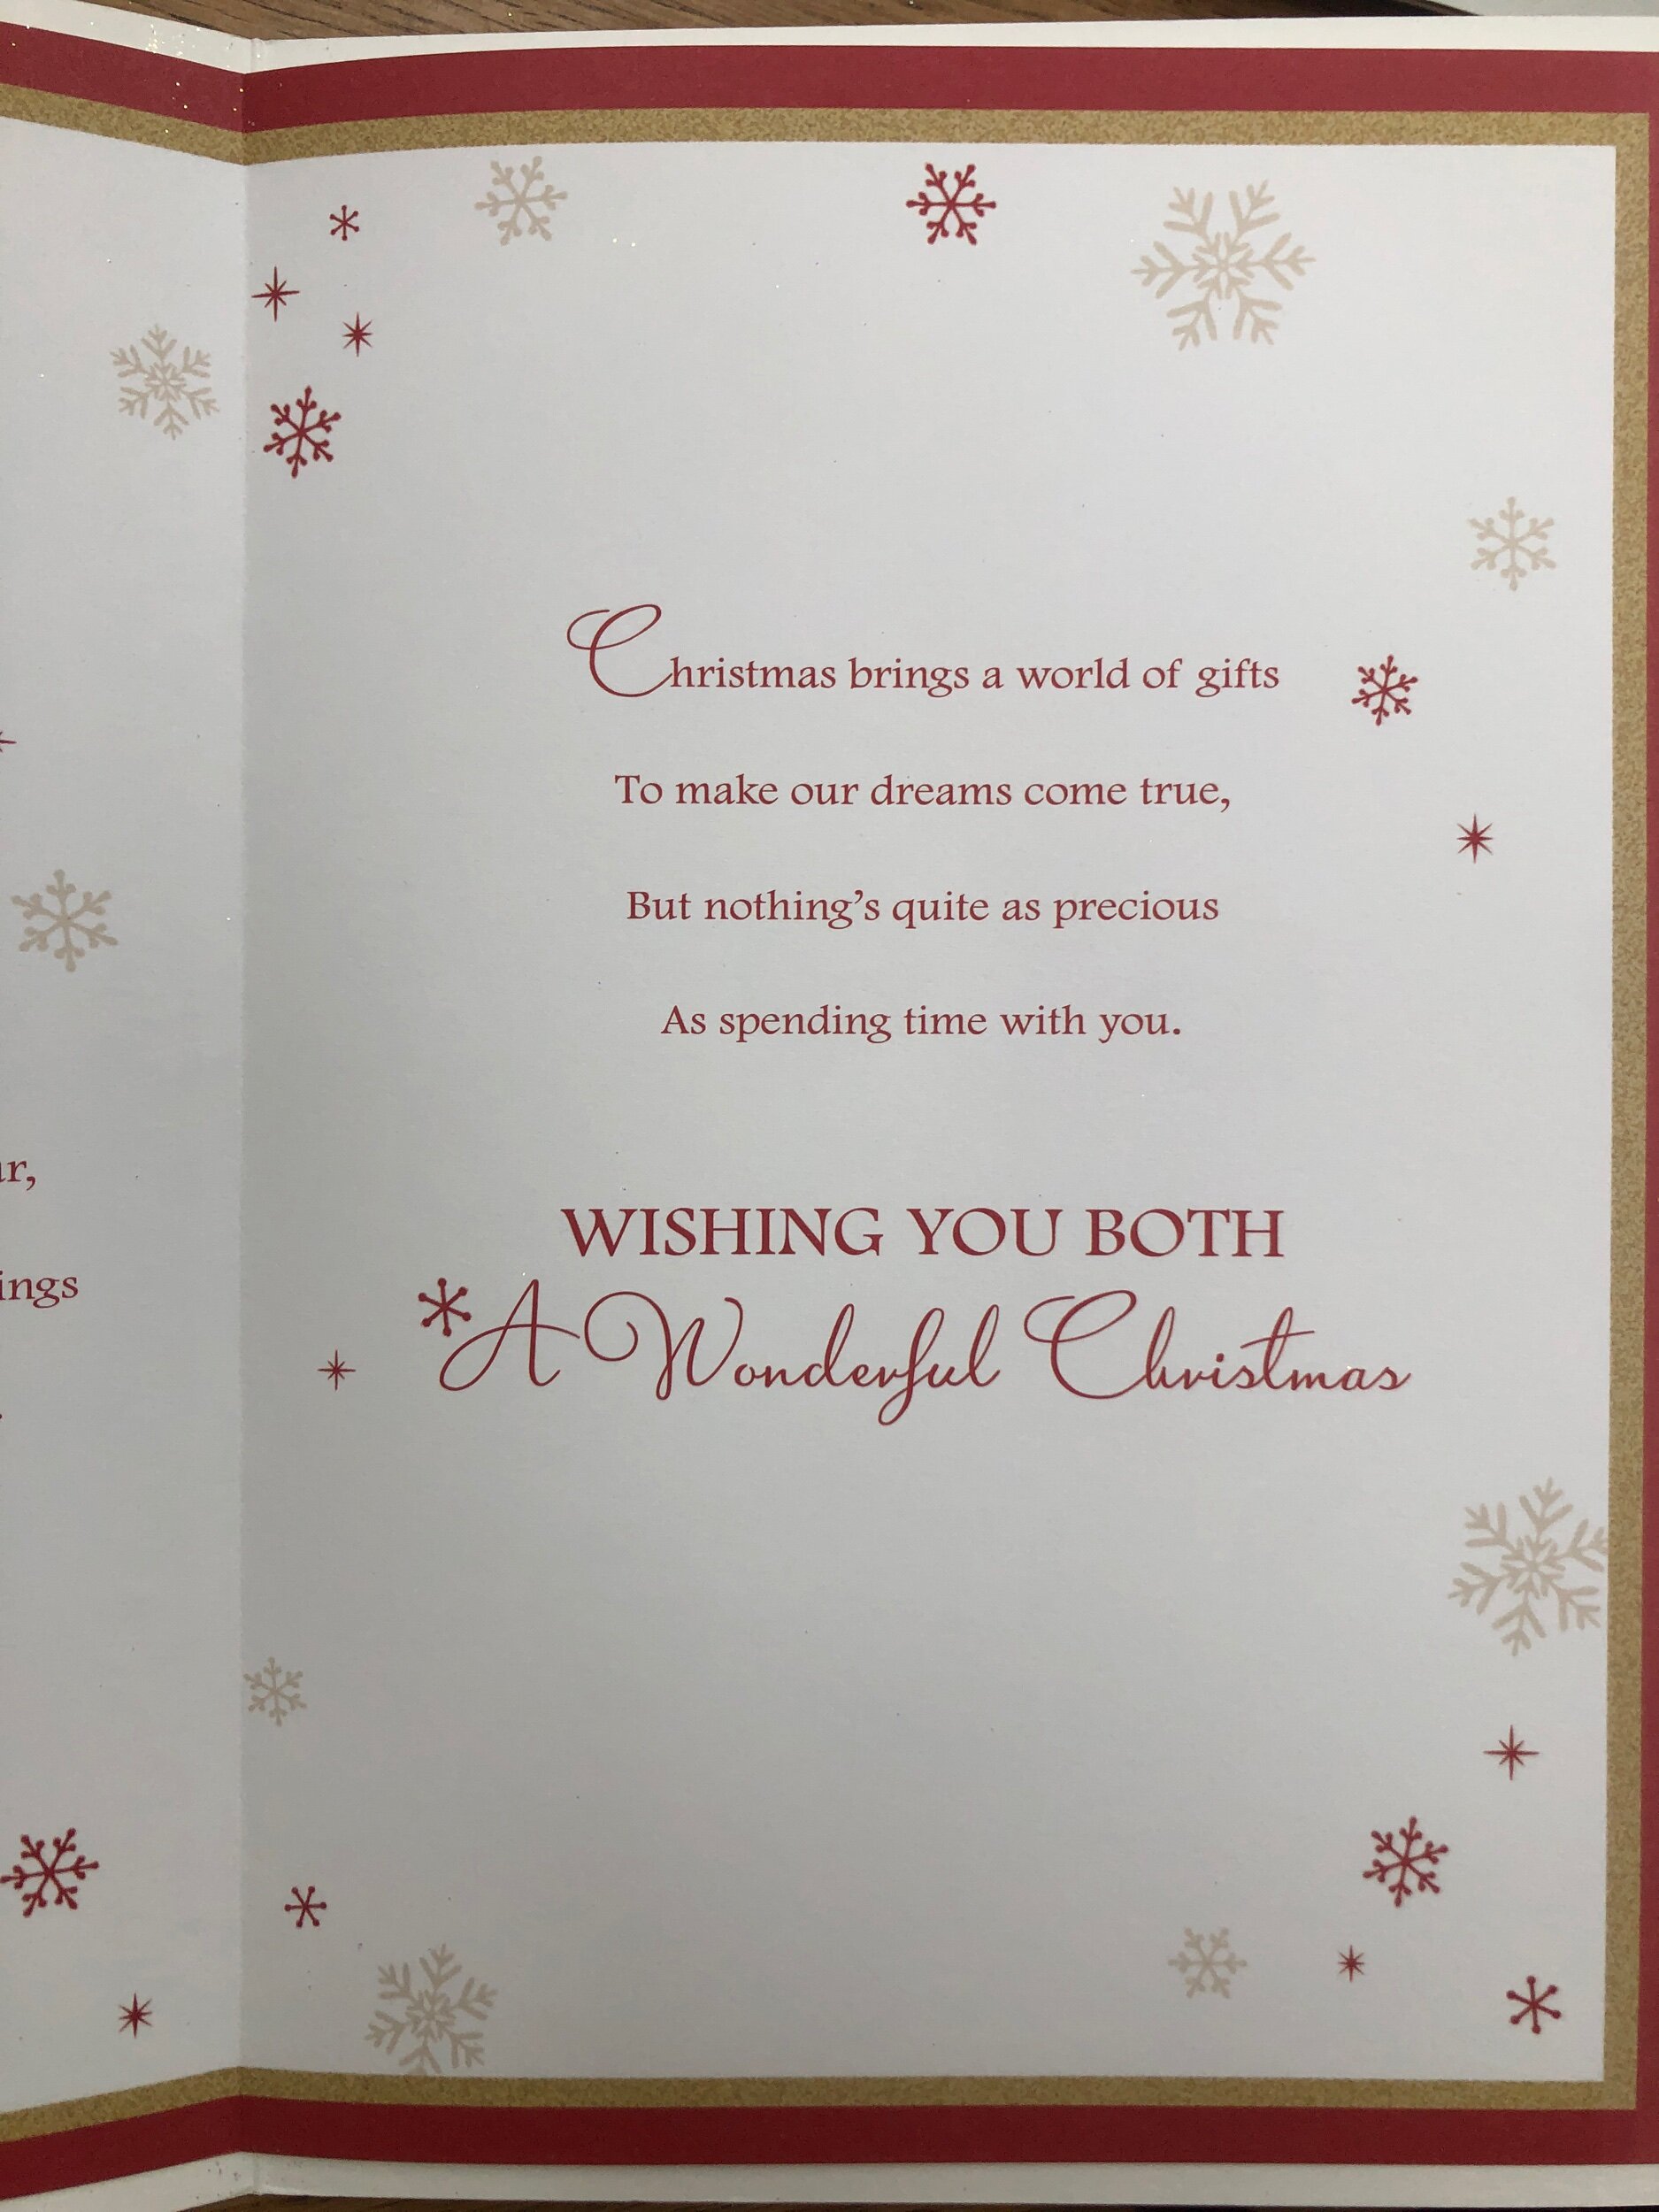 Christmas brings a world of gifts
To make our dreams come true,
But nothing's quite as precious
As spending time with you.
WISHING YOU BOTH
A Wonderful Christmas